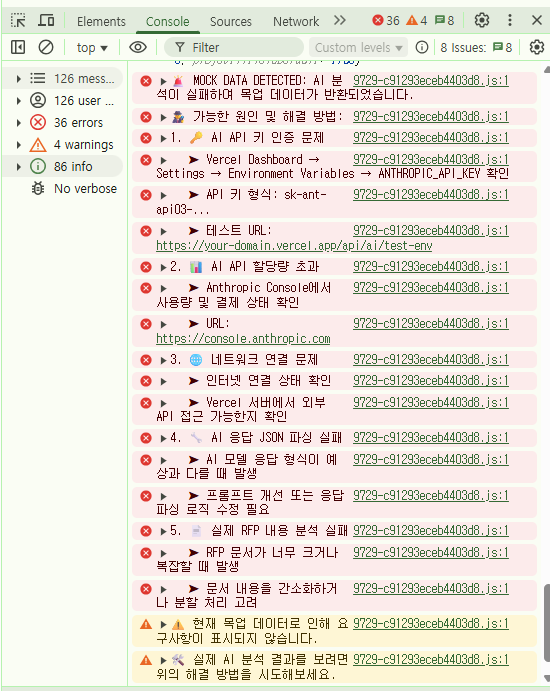 Elements Console Sources Network 36 4 8
top Filter Custom levels 8 Issues: 8
126 mess...
126 user ...
36 errors
4 warnings
86 info
No verbose
MOCK DATA DETECTED: AI 분 9729-c91293eceb4403d8.js:1
석이 실패하여 목업 데이터가 반환되었습니다.
가능한 원인 및 해결 방법: 9729-c91293eceb4403d8.js:1
1. AI API 키 인증 문제 9729-c91293eceb4403d8.js:1
➤ Vercel Dashboard → 9729-c91293eceb4403d8.js:1
Settings → Environment Variables → ANTHROPIC_API_KEY 확인
➤ API 키 형식: sk-ant- 9729-c91293eceb4403d8.js:1
api03-...
➤ 테스트 URL: 9729-c91293eceb4403d8.js:1
https://your-domain.vercel.app/api/ai/test-env
2. AI API 할당량 초과 9729-c91293eceb4403d8.js:1
➤ Anthropic Console에서 9729-c91293eceb4403d8.js:1
사용량 및 결제 상태 확인
➤ URL: 9729-c91293eceb4403d8.js:1
https://console.anthropic.com
3. 네트워크 연결 문제 9729-c91293eceb4403d8.js:1
➤ 인터넷 연결 상태 확인 9729-c91293eceb4403d8.js:1
➤ Vercel 서버에서 외부 9729-c91293eceb4403d8.js:1
API 접근 가능한지 확인
4. AI 응답 JSON 파싱 실패 9729-c91293eceb4403d8.js:1
➤ AI 모델 응답 형식이 예 9729-c91293eceb4403d8.js:1
상과 다를 때 발생
➤ 프롬프트 개선 또는 응답 9729-c91293eceb4403d8.js:1
파싱 로직 수정 필요
5. 실제 RFP 내용 분석 실패 9729-c91293eceb4403d8.js:1
➤ RFP 문서가 너무 크거나 9729-c91293eceb4403d8.js:1
복잡할 때 발생
➤ 문서 내용을 간소화하거 9729-c91293eceb4403d8.js:1
나 분할 처리 고려
현재 목업 데이터로 인해 요 9729-c91293eceb4403d8.js:1
구사항이 표시되지 않습니다.
실제 AI 분석 결과를 보려면 9729-c91293eceb4403d8.js:1
위의 해결 방법을 시도해보세요.